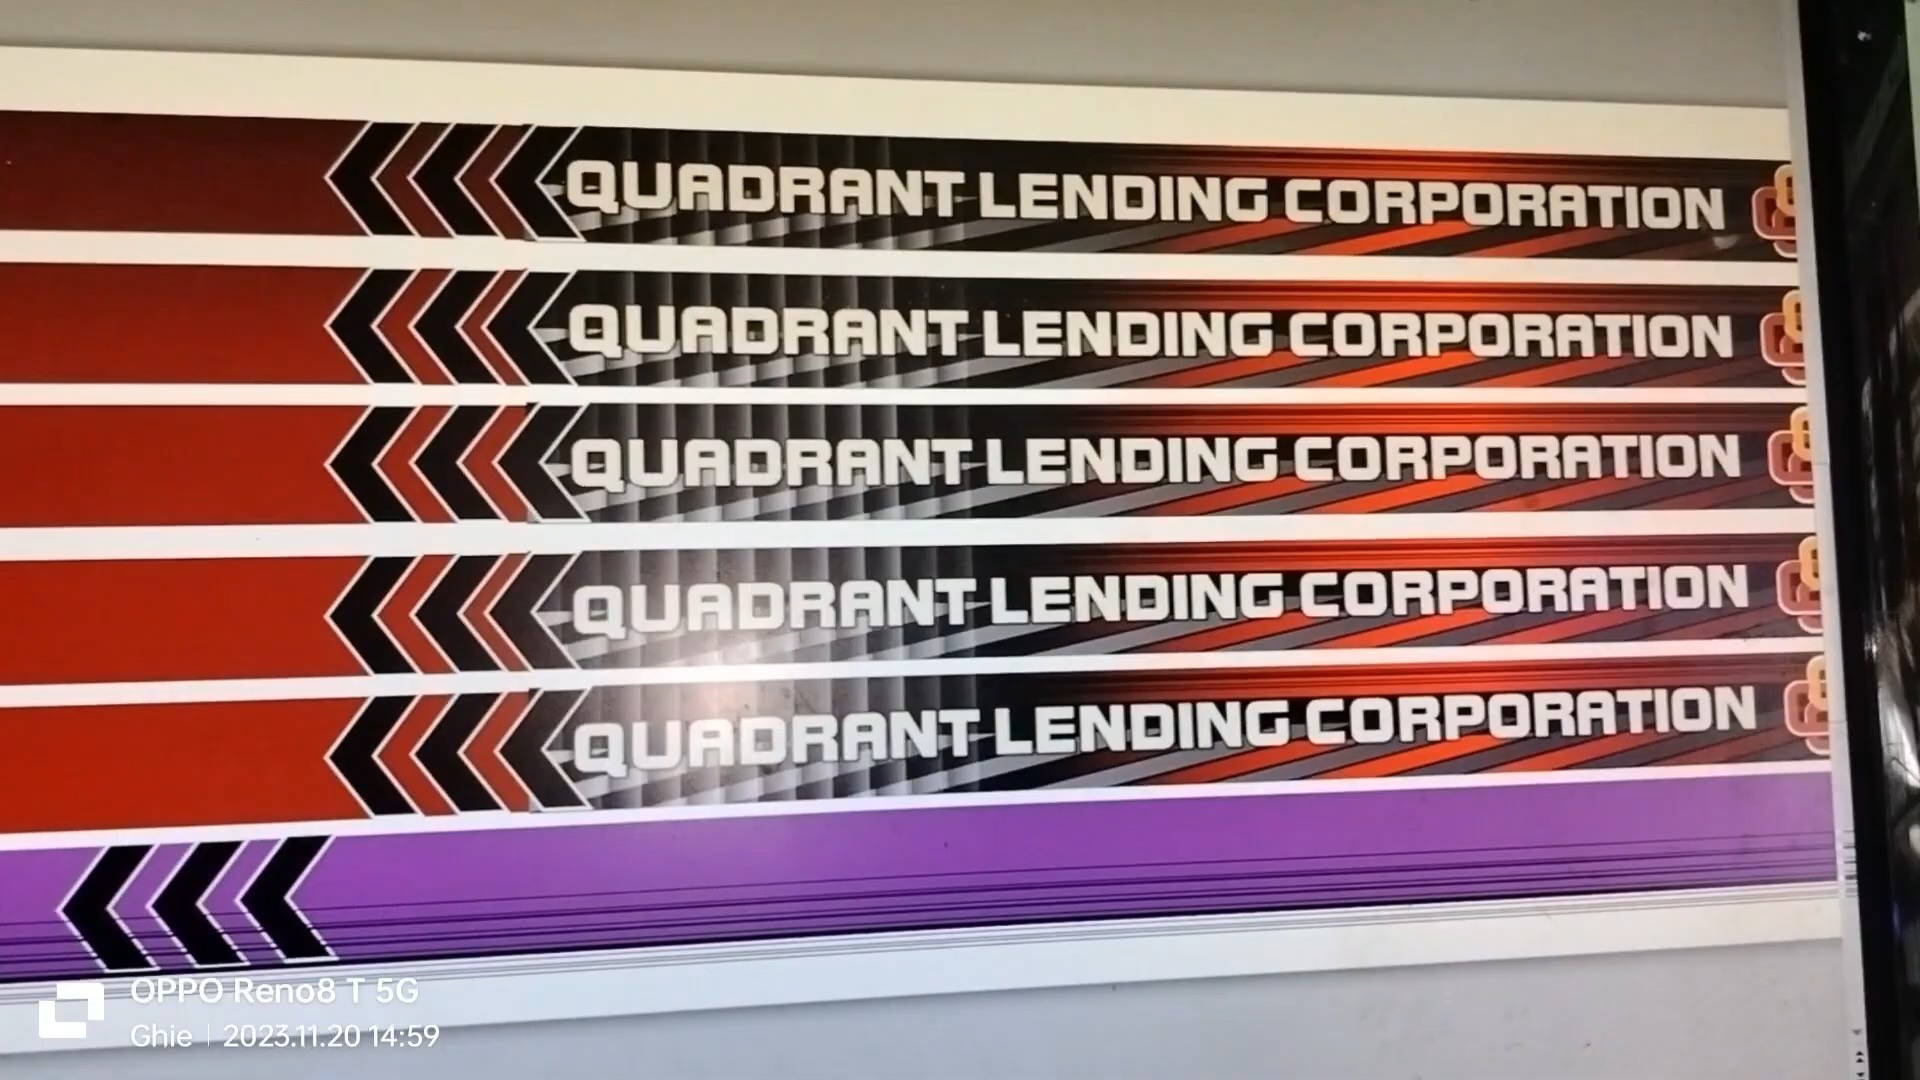 QUADRANT LENDING CORPORATION
QUADRANT LENDING CORPORATION
QUADRANT LENDING CORPORATION
QUADRANT LENDING CORPORATION
QUADRANT LENDING CORPORATION
OPPO Reno8 T 5G
Ghie | 2023.11.20 14:59